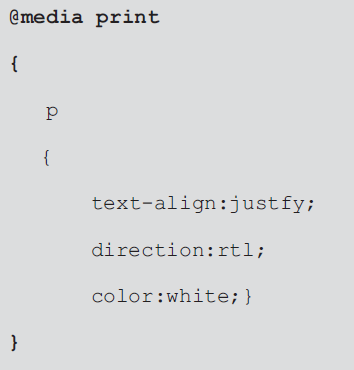 @media print
{
p
{
text-align:justfy;
direction:rtl;
color:white;}
}